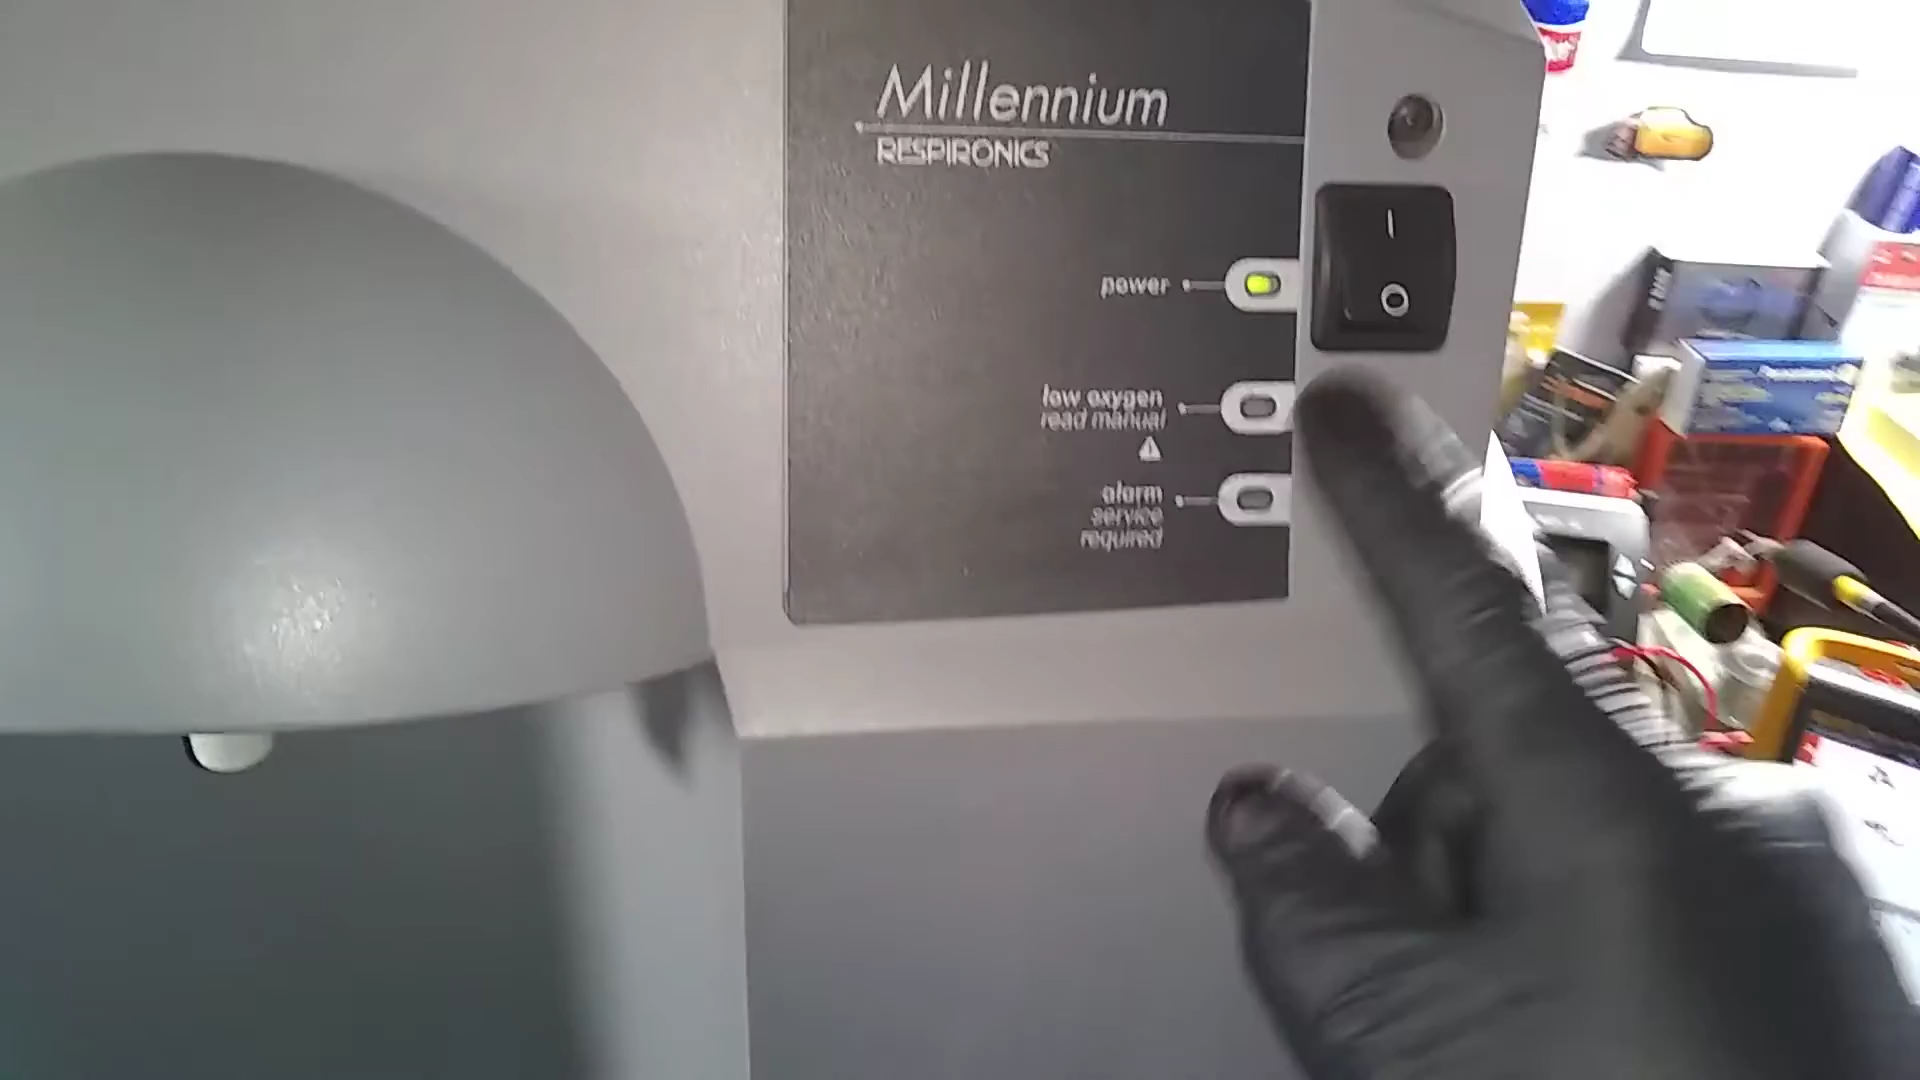 Millennium
RESPIRONICS
power
low oxygen
read manual
alarm
service
required